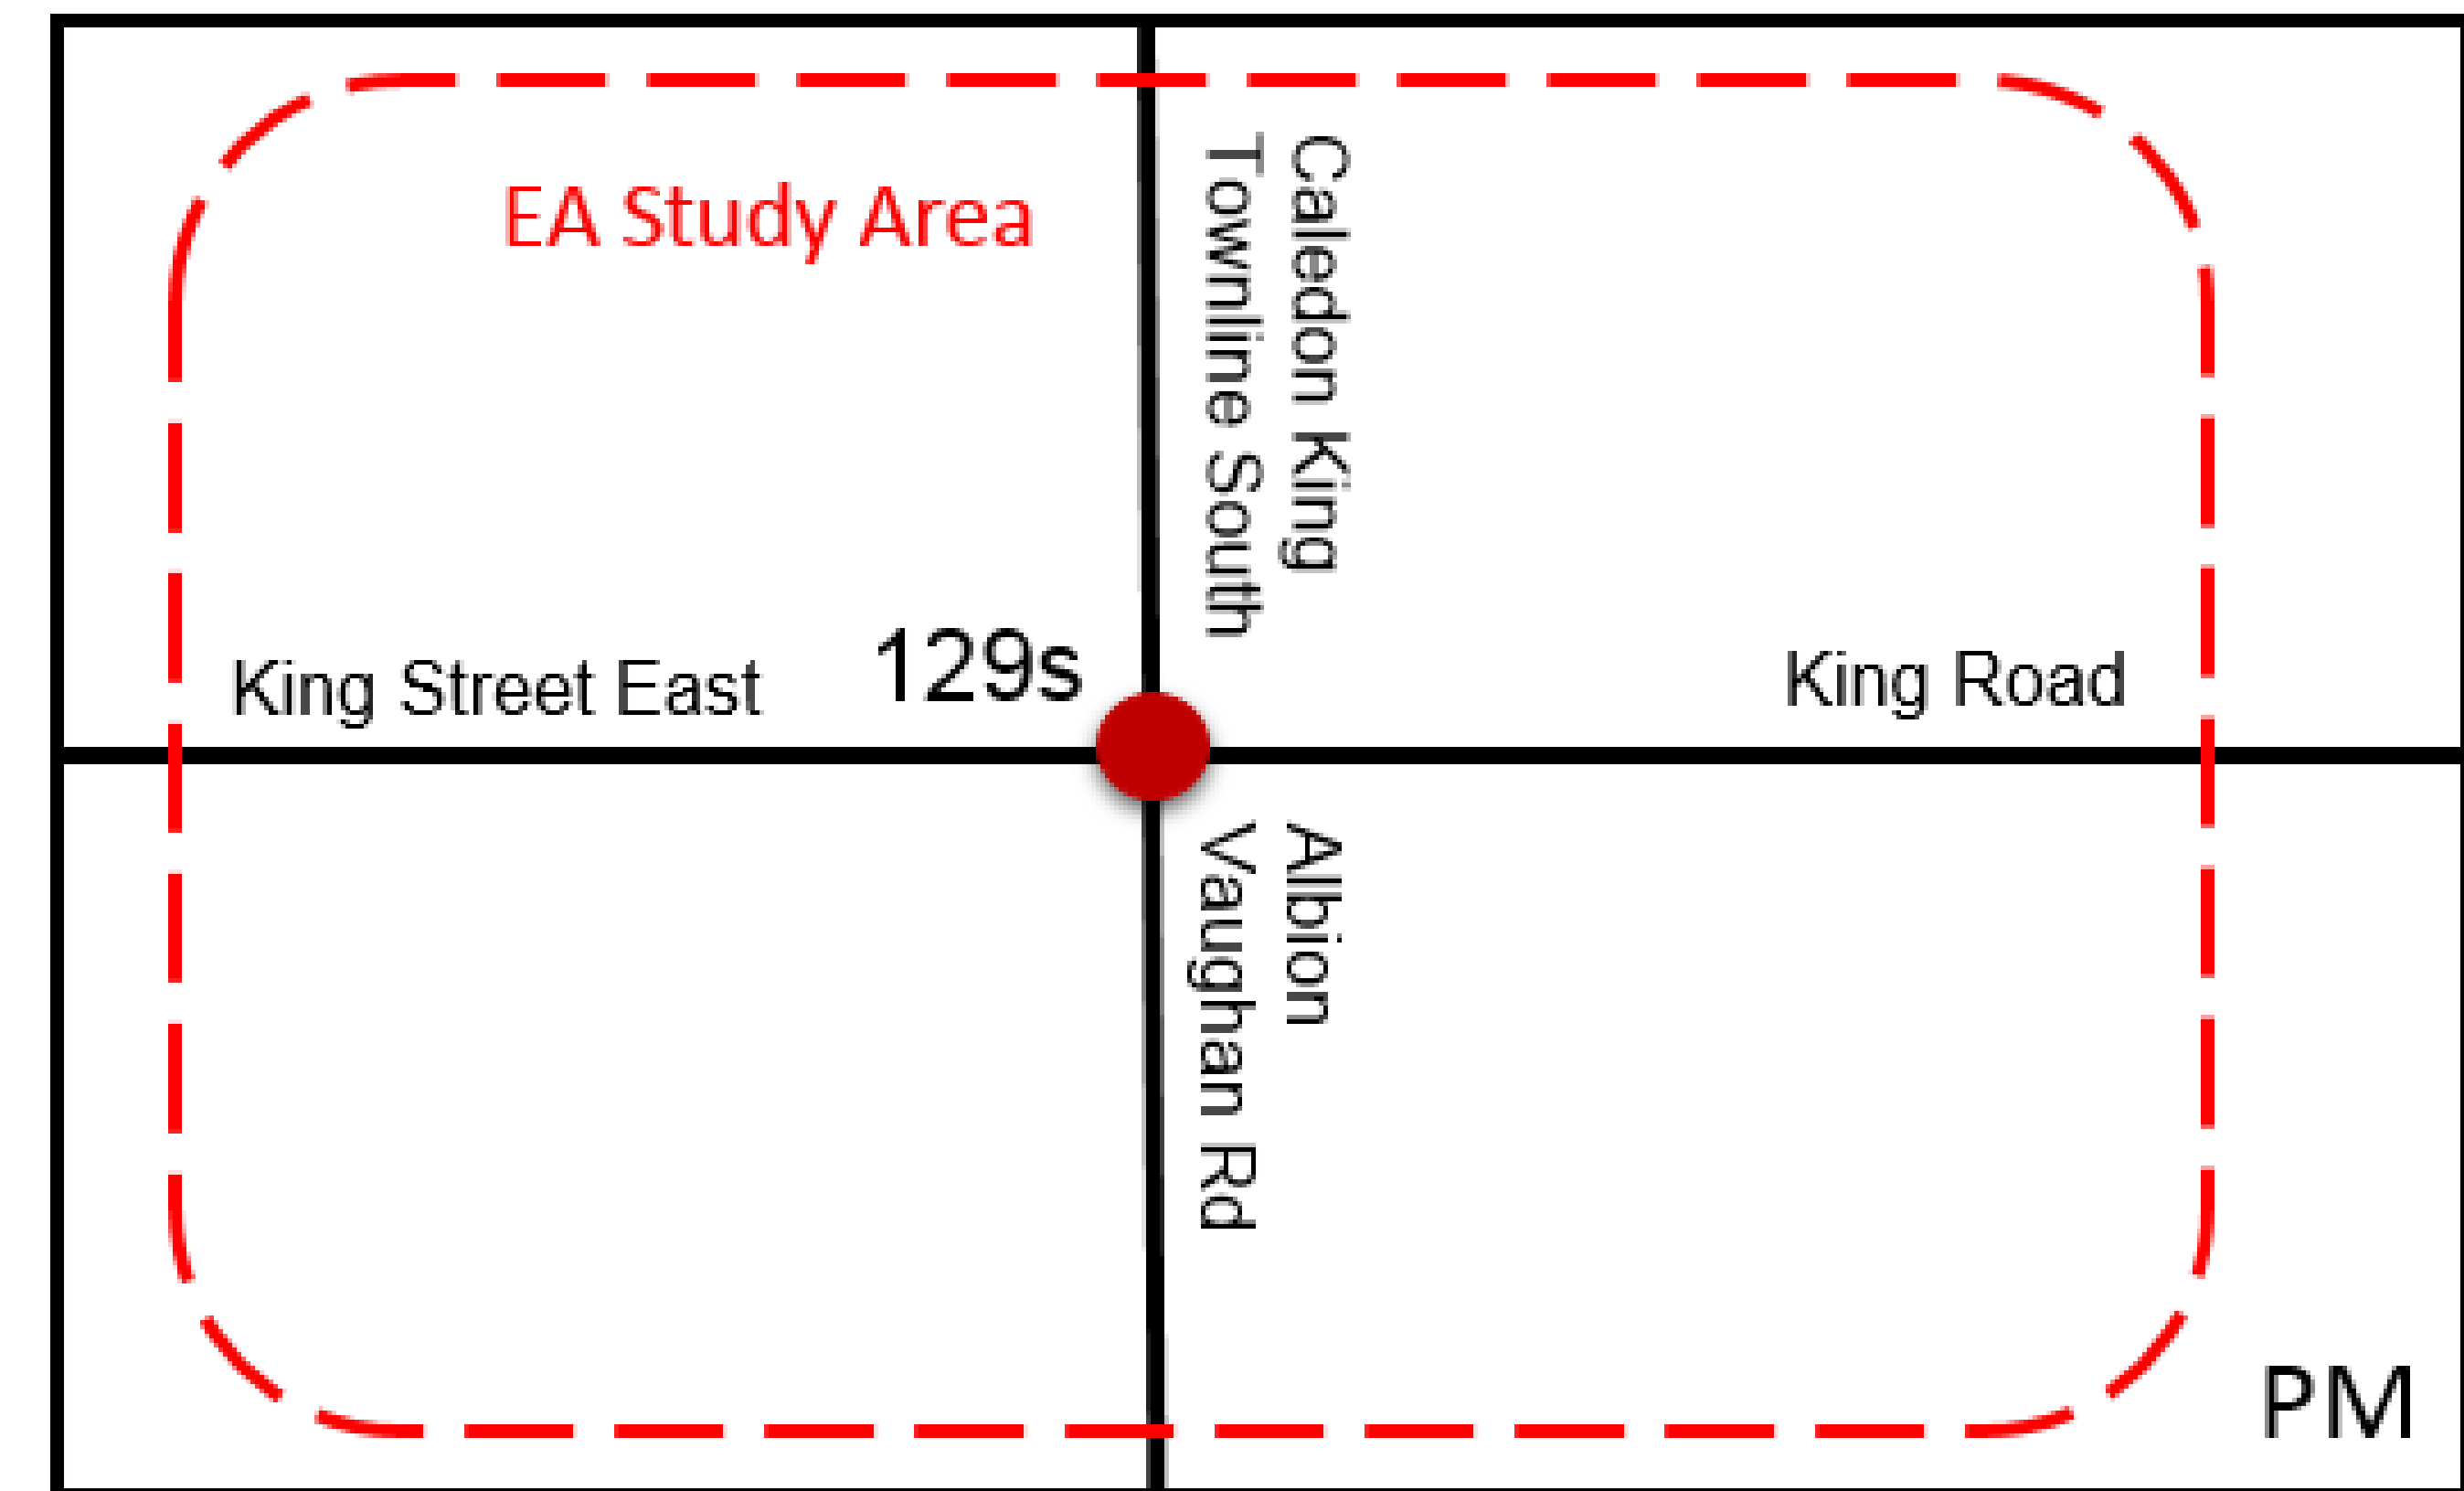 EA Study Area
Caledon King
Townline South
129s
King Street East
King Road
Albion
Vaughan Rd
PM